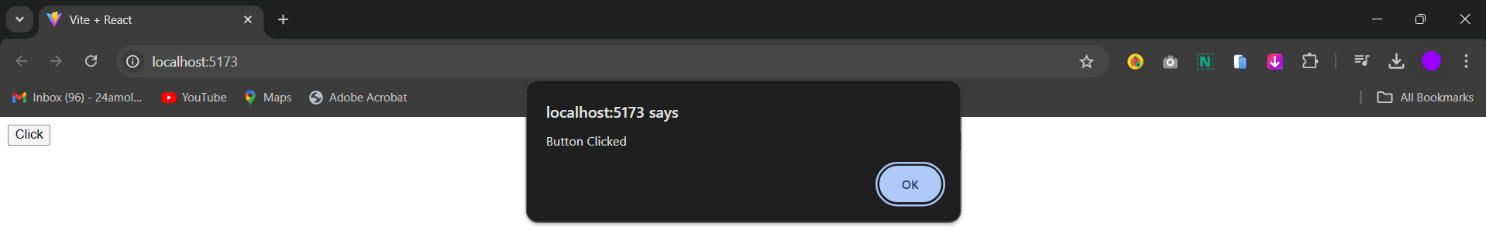 Vite + React
localhost:5173
Inbox (96) - 24amol... YouTube Maps Adobe Acrobat All Bookmarks
localhost:5173 says
Click
Button Clicked
OK